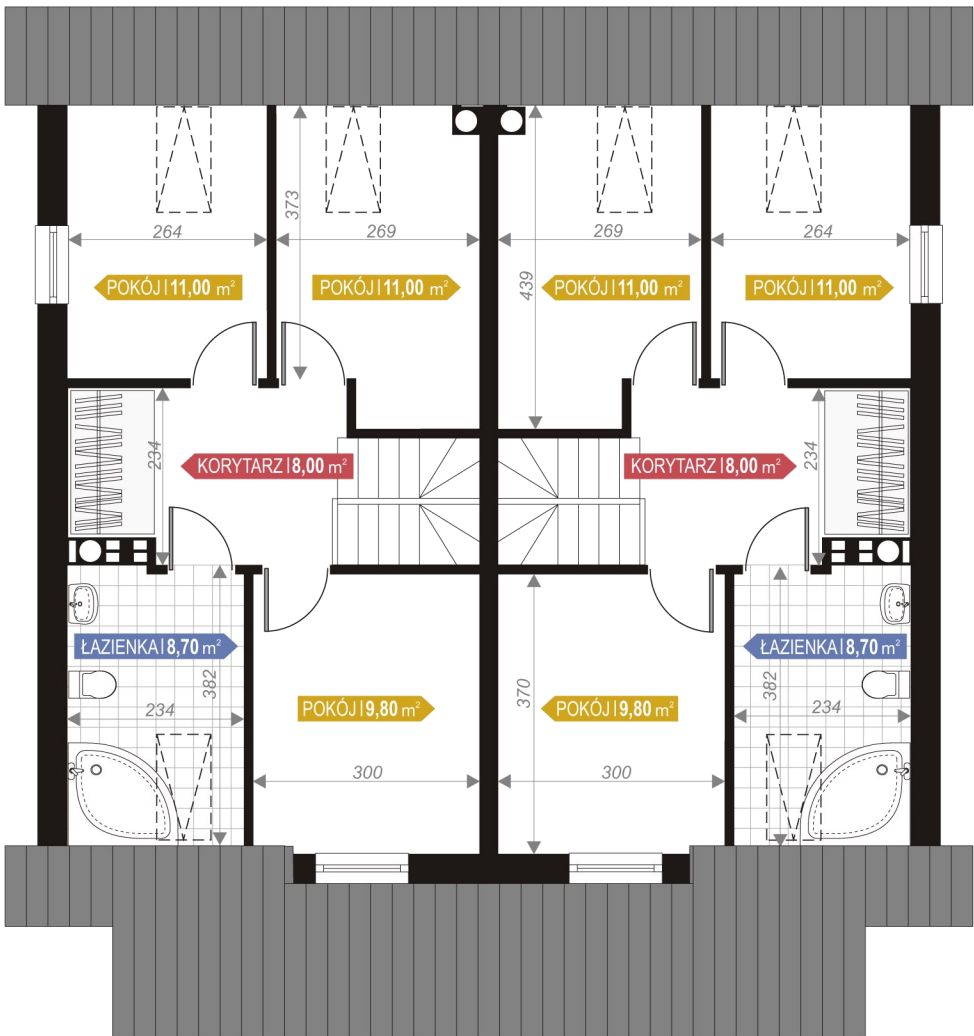 264
373
269
269
264
POKÓJ | 11,00 m²
POKÓJ | 11,00 m²
439
POKÓJ | 11,00 m²
POKÓJ | 11,00 m²
234
KORYTARZ | 8,00 m²
KORYTARZ | 8,00 m²
234
ŁAZIENKA | 8,70 m²
ŁAZIENKA | 8,70 m²
382
370
382
234
POKÓJ | 9,80 m²
POKÓJ | 9,80 m²
234
300
300